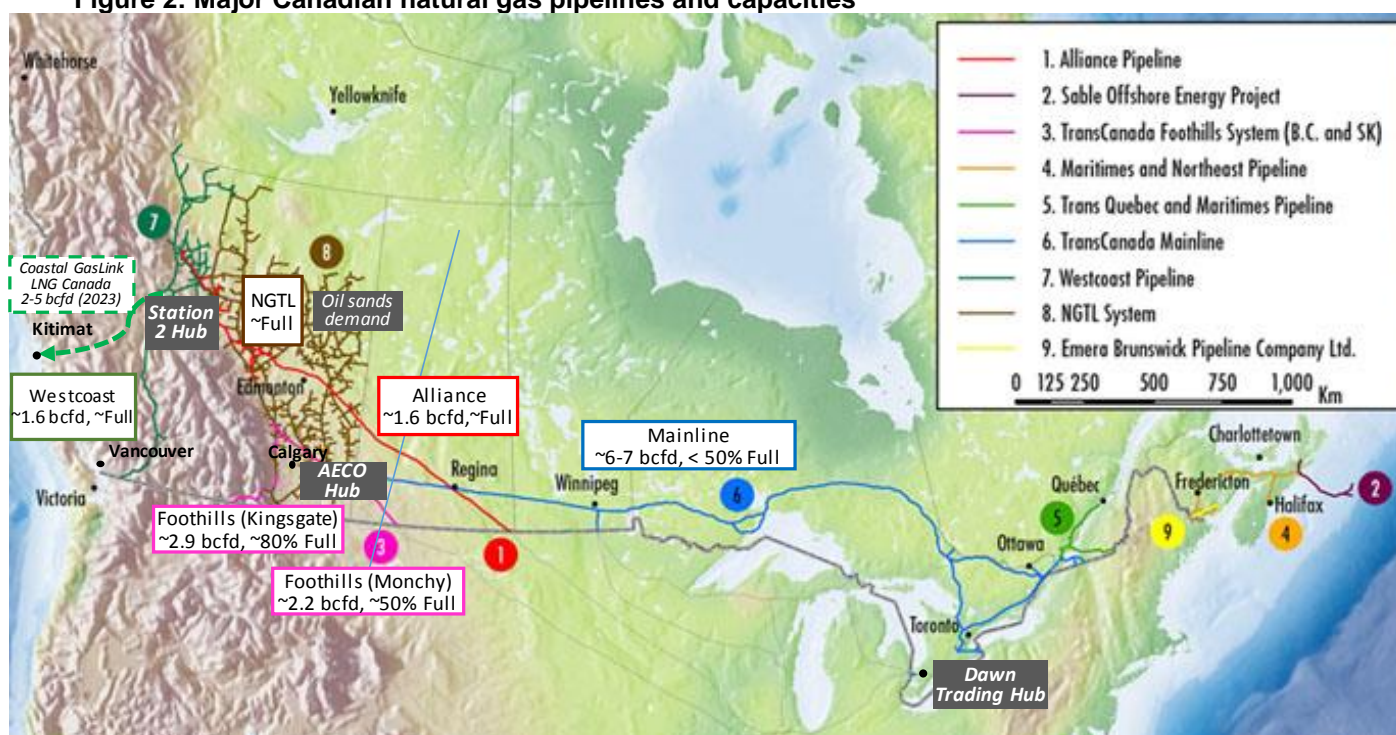 Figure 2: Major Canadian natural gas pipelines and capacities
Whitehorse
Yellowknife
1. Alliance Pipeline
2. Sable Offshore Energy Project
3. TransCanada Foothills System (B.C. and SK)
4. Maritimes and Northeast Pipeline
5. Trans Quebec and Maritimes Pipeline
6. TransCanada Mainline
7. Westcoast Pipeline
8. NGTL System
9. Emera Brunswick Pipeline Company Ltd.
0 125 250 500 750 1,000 Km
7
8
Coastal GasLink
LNG Canada
2-5 bcfd (2023)
Kitimat
Station
2 Hub
NGTL
~Full
Oil sands
demand
Edmonton
Westcoast
~1.6 bcfd, ~Full
Alliance
~1.6 bcfd,~Full
Mainline
~6-7 bcfd, < 50% Full
Vancouver
Victoria
Calgary
AECO
Hub
Regina
Winnipeg
6
Foothills (Kingsgate)
~2.9 bcfd, ~80% Full
3
1
Foothills (Monchy)
~2.2 bcfd, ~50% Full
Charlottetown
Québec
Fredericton
2
Halifax
5
9
4
Ottawa
Toronto
Dawn
Trading Hub